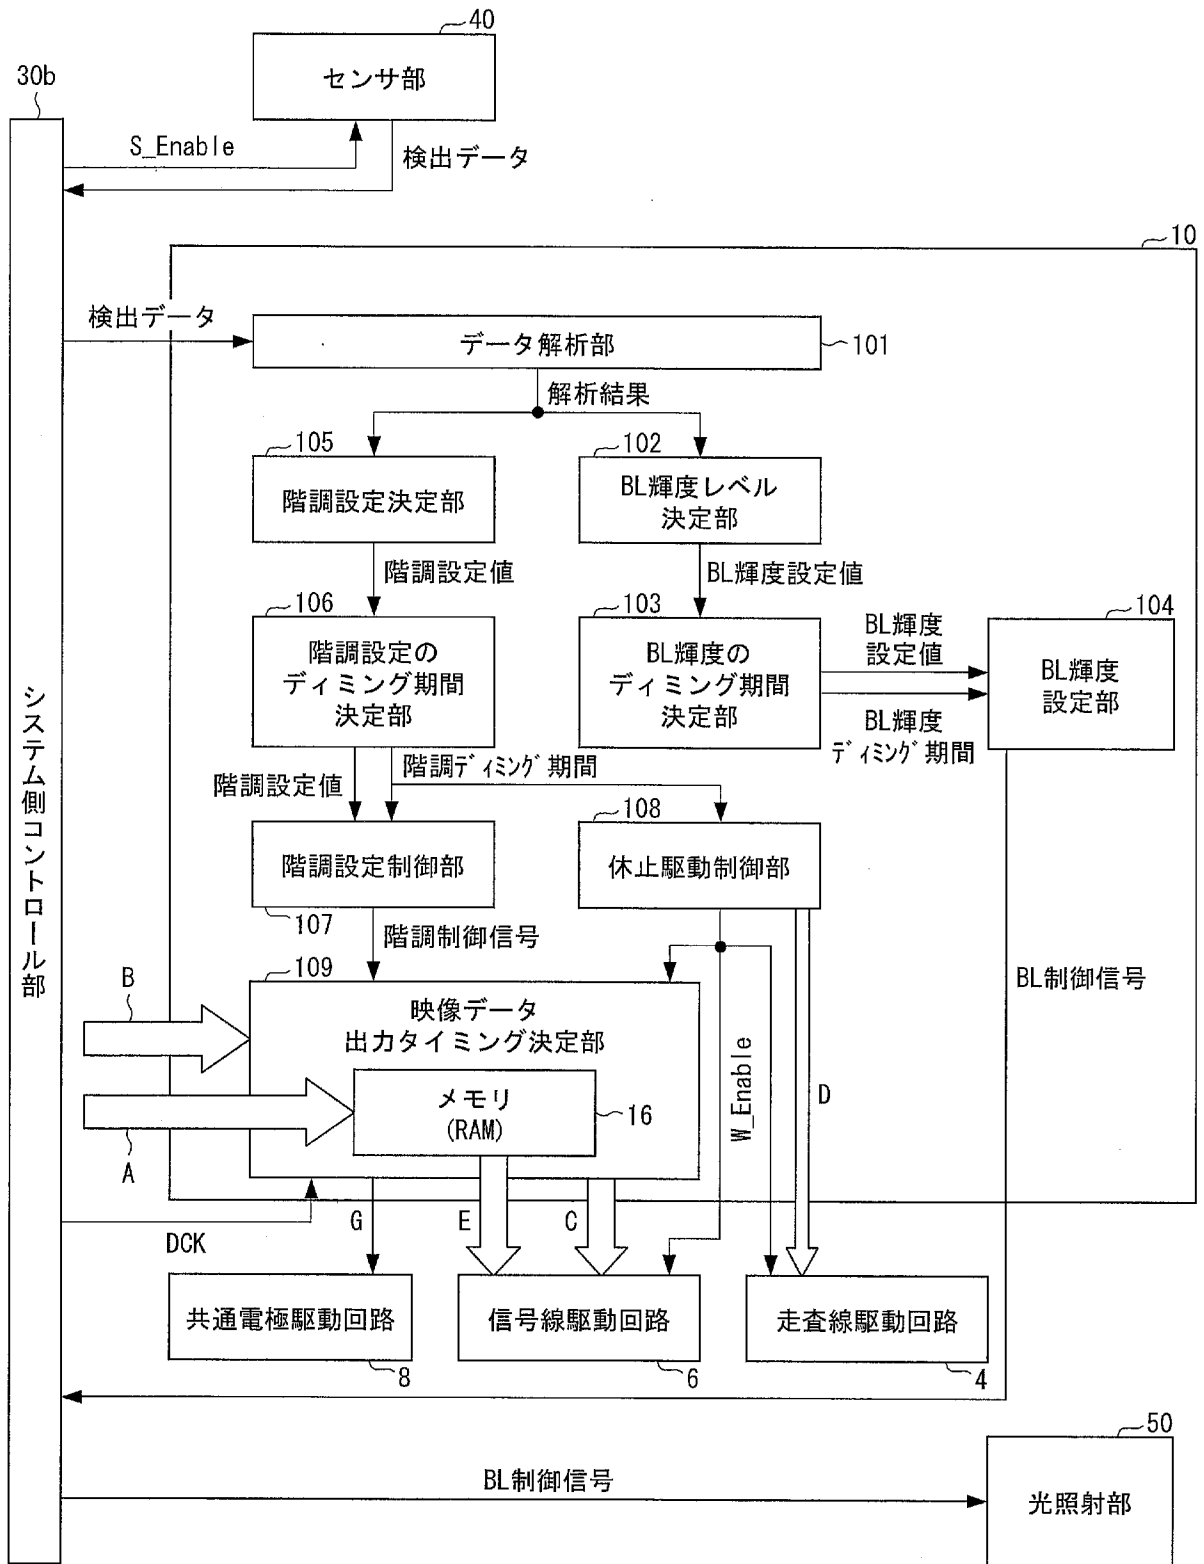 40
センサ部
30b
S_Enable
検出データ
10
検出データ
データ解析部
101
解析結果
105
階調設定決定部
102
BL輝度レベル
決定部
階調設定値
BL輝度設定値
106
階調設定の
ディミング期間
決定部
103
BL輝度の
ディミング期間
決定部
BL輝度
設定値
BL輝度
ディミング期間
104
BL輝度
設定部
階調設定値
階調ディミング期間
システム側コントロール部
階調設定制御部
107
108
休止駆動制御部
階調制御信号
BL制御信号
109
映像データ
出力タイミング決定部
B
メモリ
(RAM)
16
A
W_Enable
D
DCK
G
E
C
共通電極駆動回路
8
信号線駆動回路
6
走査線駆動回路
4
50
BL制御信号
光照射部